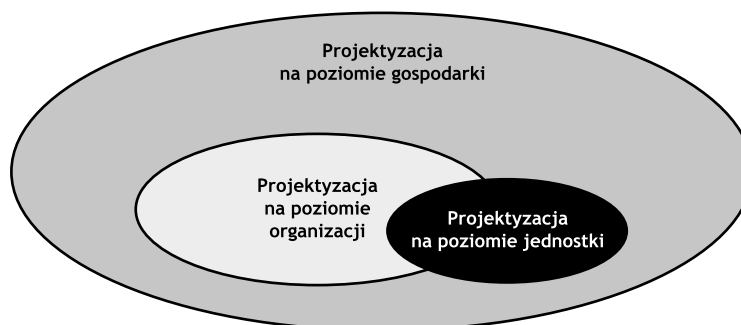 Projektyzacja
na poziomie gospodarki
Projektyzacja
na poziomie
organizacji
Projektyzacja
na poziomie jednostki